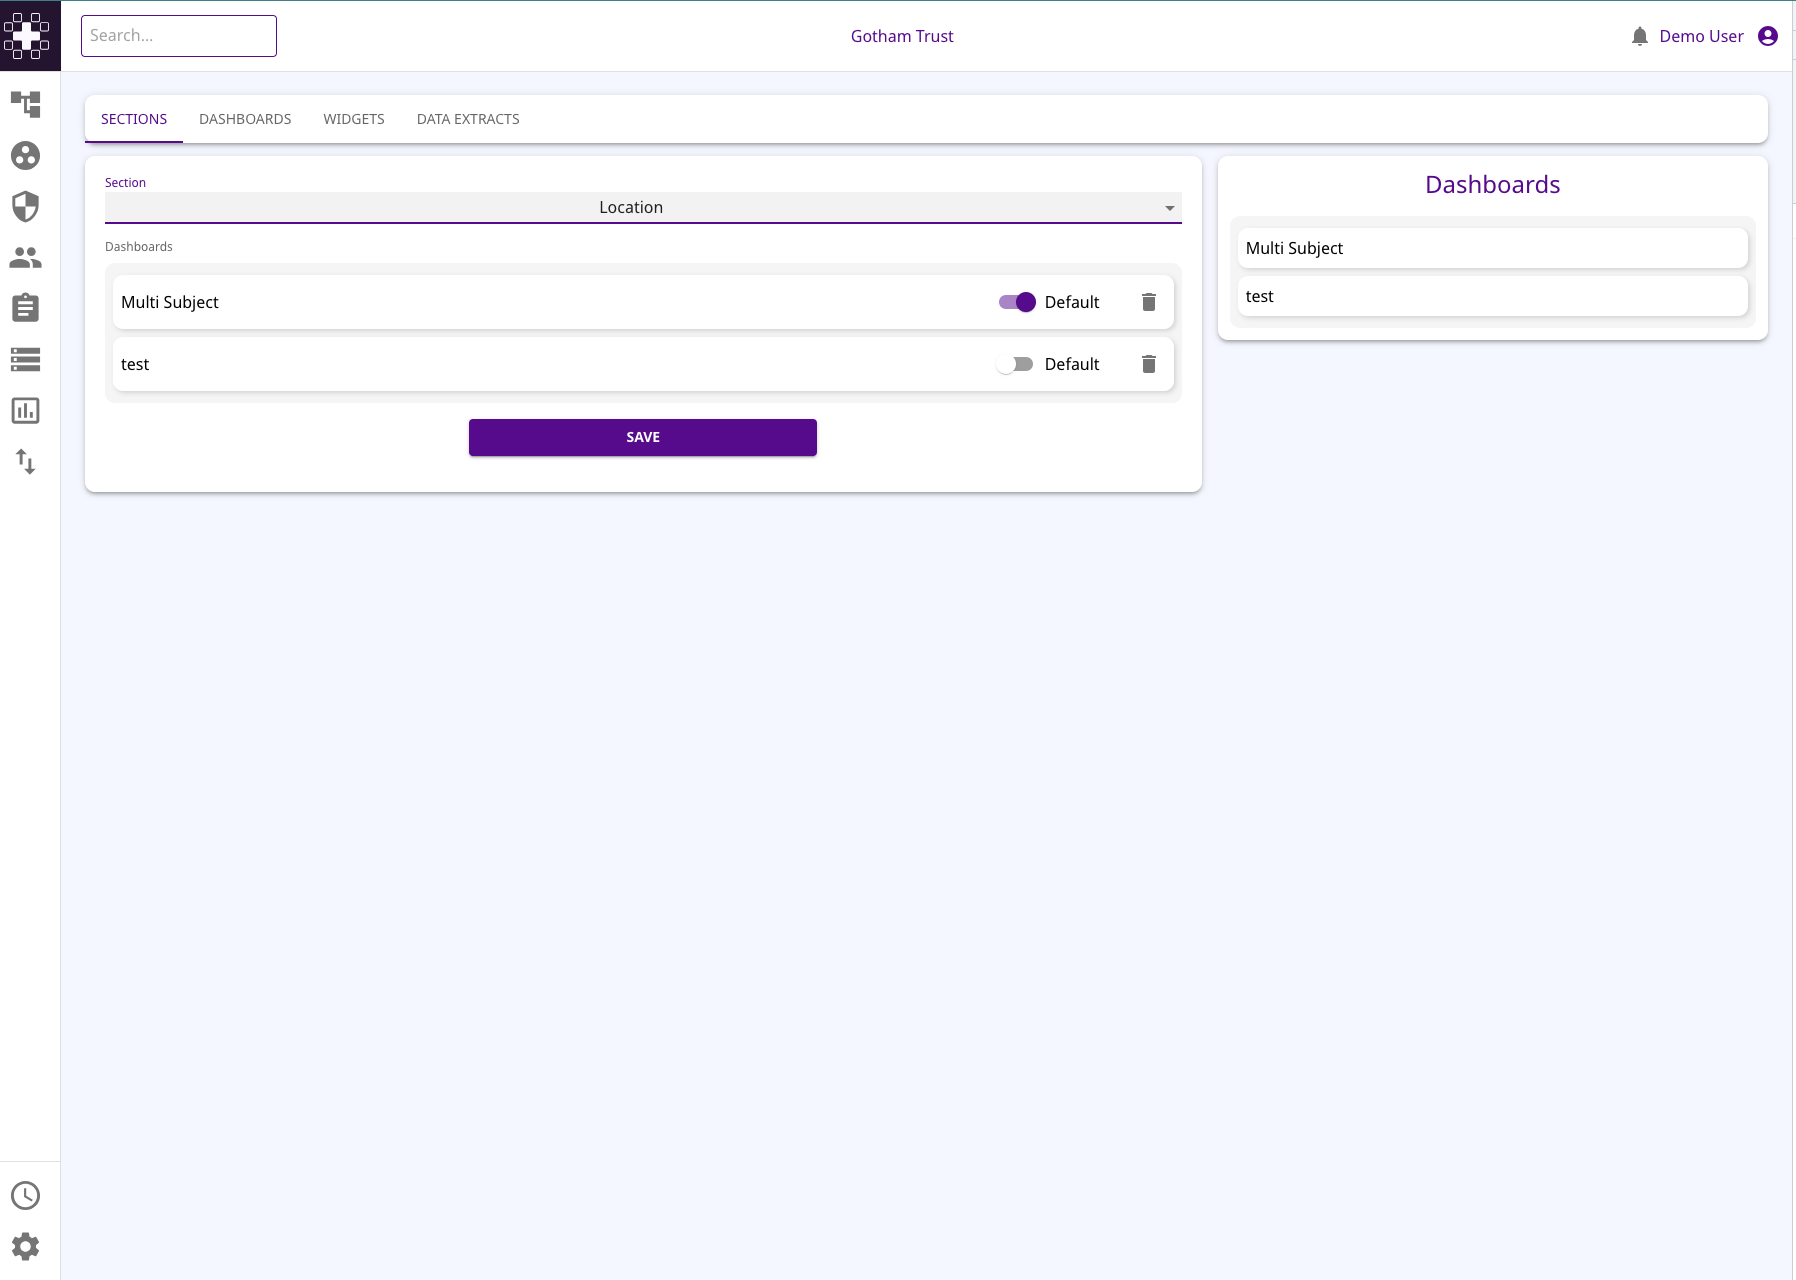 Search...
Gotham Trust
Demo User
SECTIONS
DASHBOARDS
WIDGETS
DATA EXTRACTS
Section
Location
Dashboards
Multi Subject
Default
test
Default
SAVE
Dashboards
Multi Subject
test